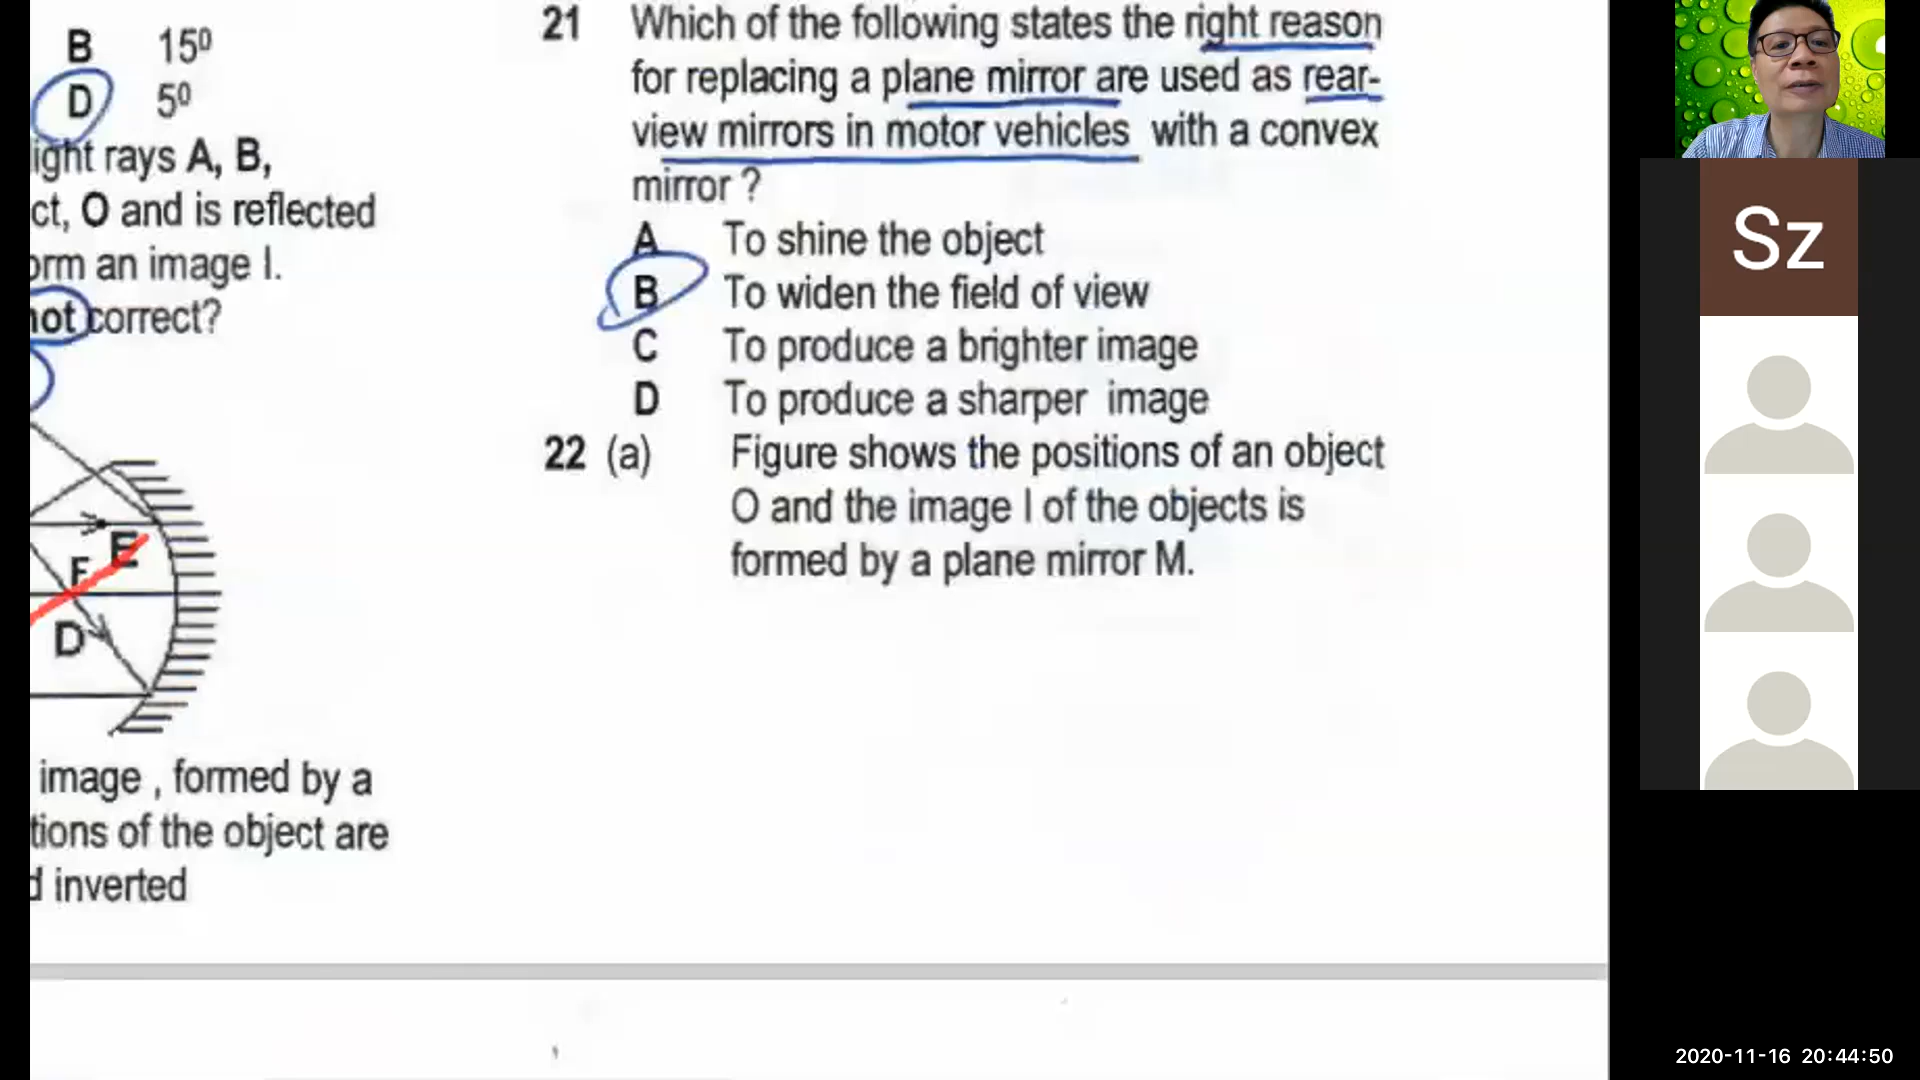 B 15⁰
D 5⁰
ight rays A, B,
ct, O and is reflected
orm an image I.
not correct?
E
F
D
image , formed by a
tions of the object are
d inverted
21 Which of the following states the right reason
for replacing a plane mirror are used as rear-
view mirrors in motor vehicles with a convex
mirror ?
A To shine the object
B To widen the field of view
C To produce a brighter image
D To produce a sharper image
22 (a) Figure shows the positions of an object
O and the image I of the objects is
formed by a plane mirror M.
Sz
2020-11-16 20:44:50